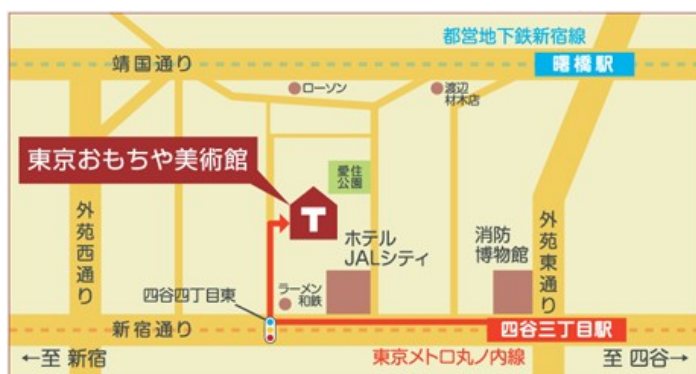 都営地下鉄新宿線
靖国通り
曙橋駅
ローソン
渡辺
材木店
東京おもちゃ美術館
愛住
公園
T
外苑西通り
ホテル
JALシティ
消防
博物館
外苑東通り
四谷四丁目東
ラーメン
和鉄
新宿通り
四谷三丁目駅
←至 新宿
東京メトロ丸ノ内線
至 四谷→